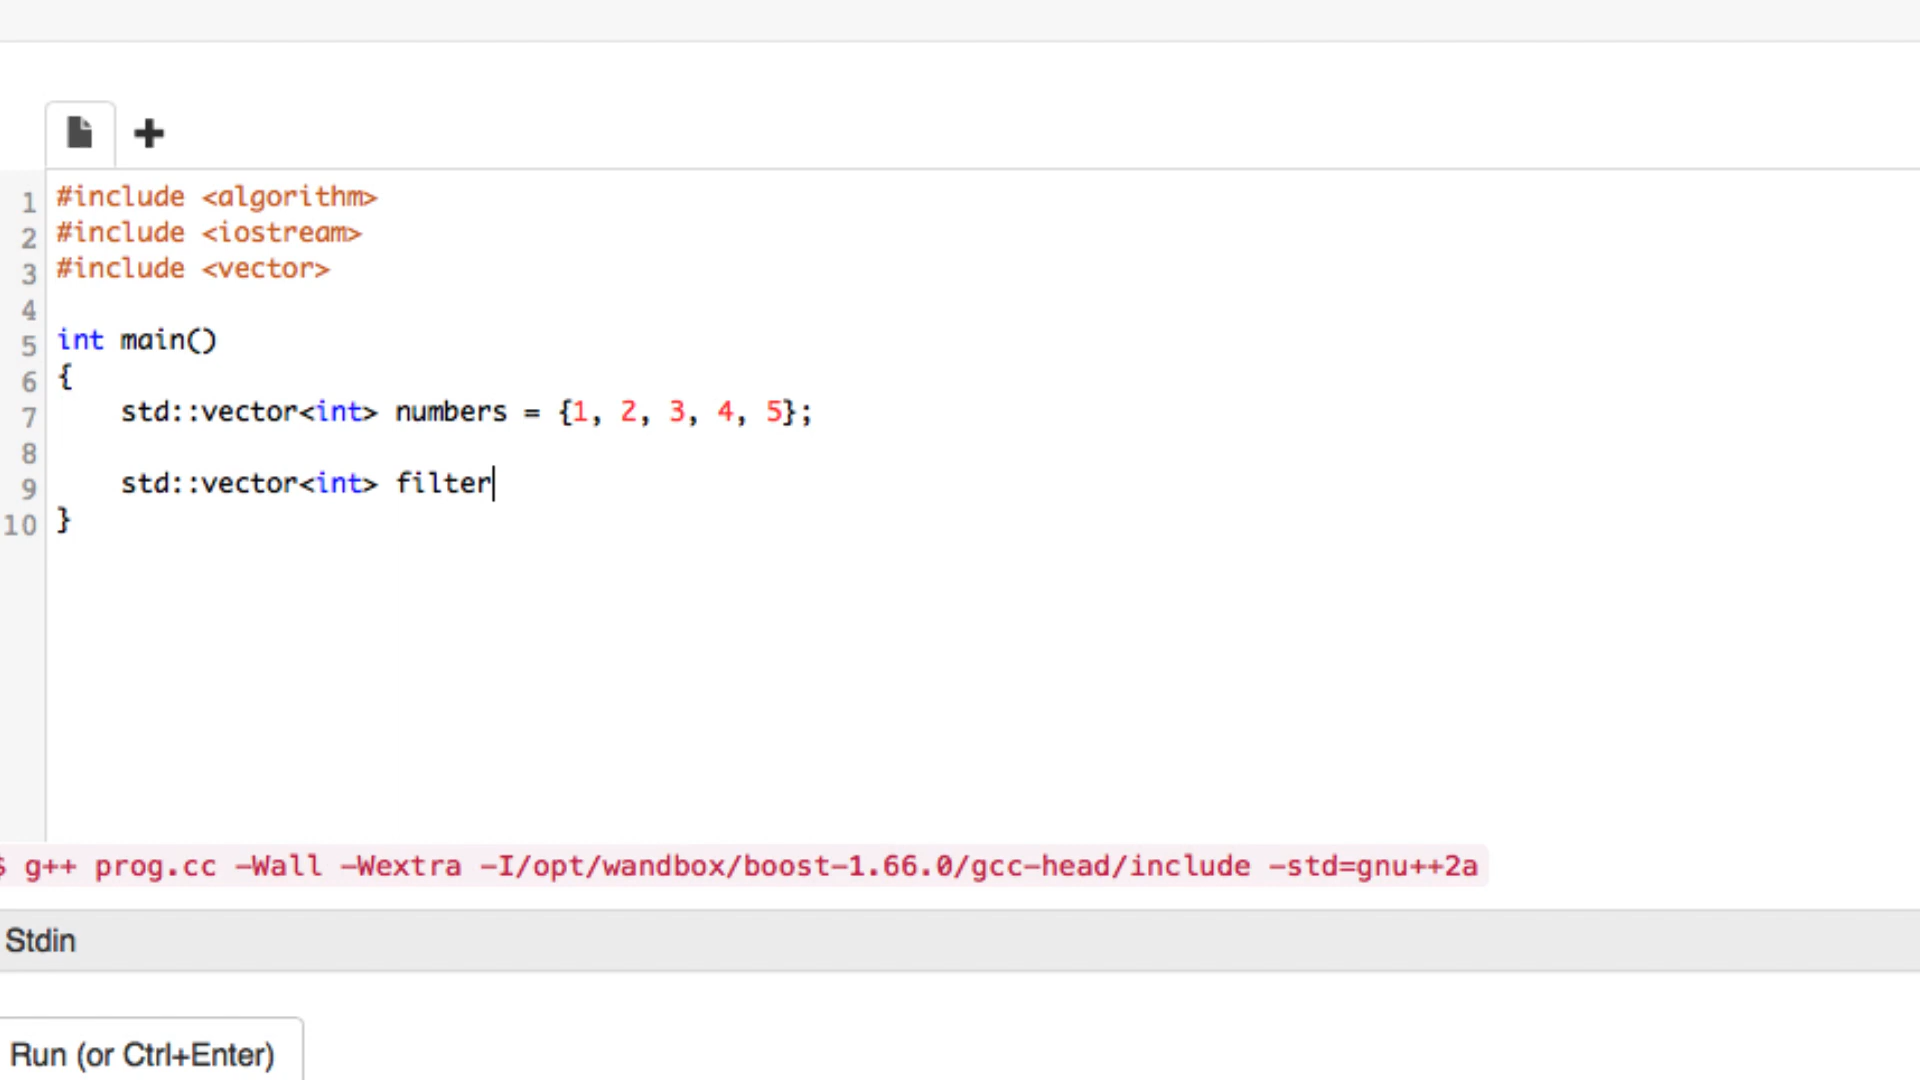 1 #include <algorithm>
2 #include <iostream>
3 #include <vector>
4
5 int main()
6 {
7     std::vector<int> numbers = {1, 2, 3, 4, 5};
8
9     std::vector<int> filter
10 }
$ g++ prog.cc -Wall -Wextra -I/opt/wandbox/boost-1.66.0/gcc-head/include -std=gnu++2a
Stdin
Run (or Ctrl+Enter)